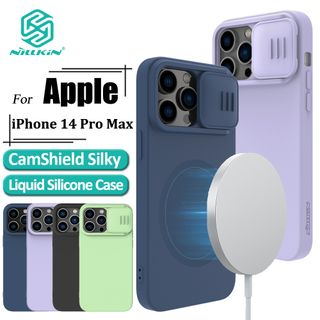 NILLKIN
For Apple
iPhone 14 Pro Max
CamShield Silky
Liquid Silicone Case